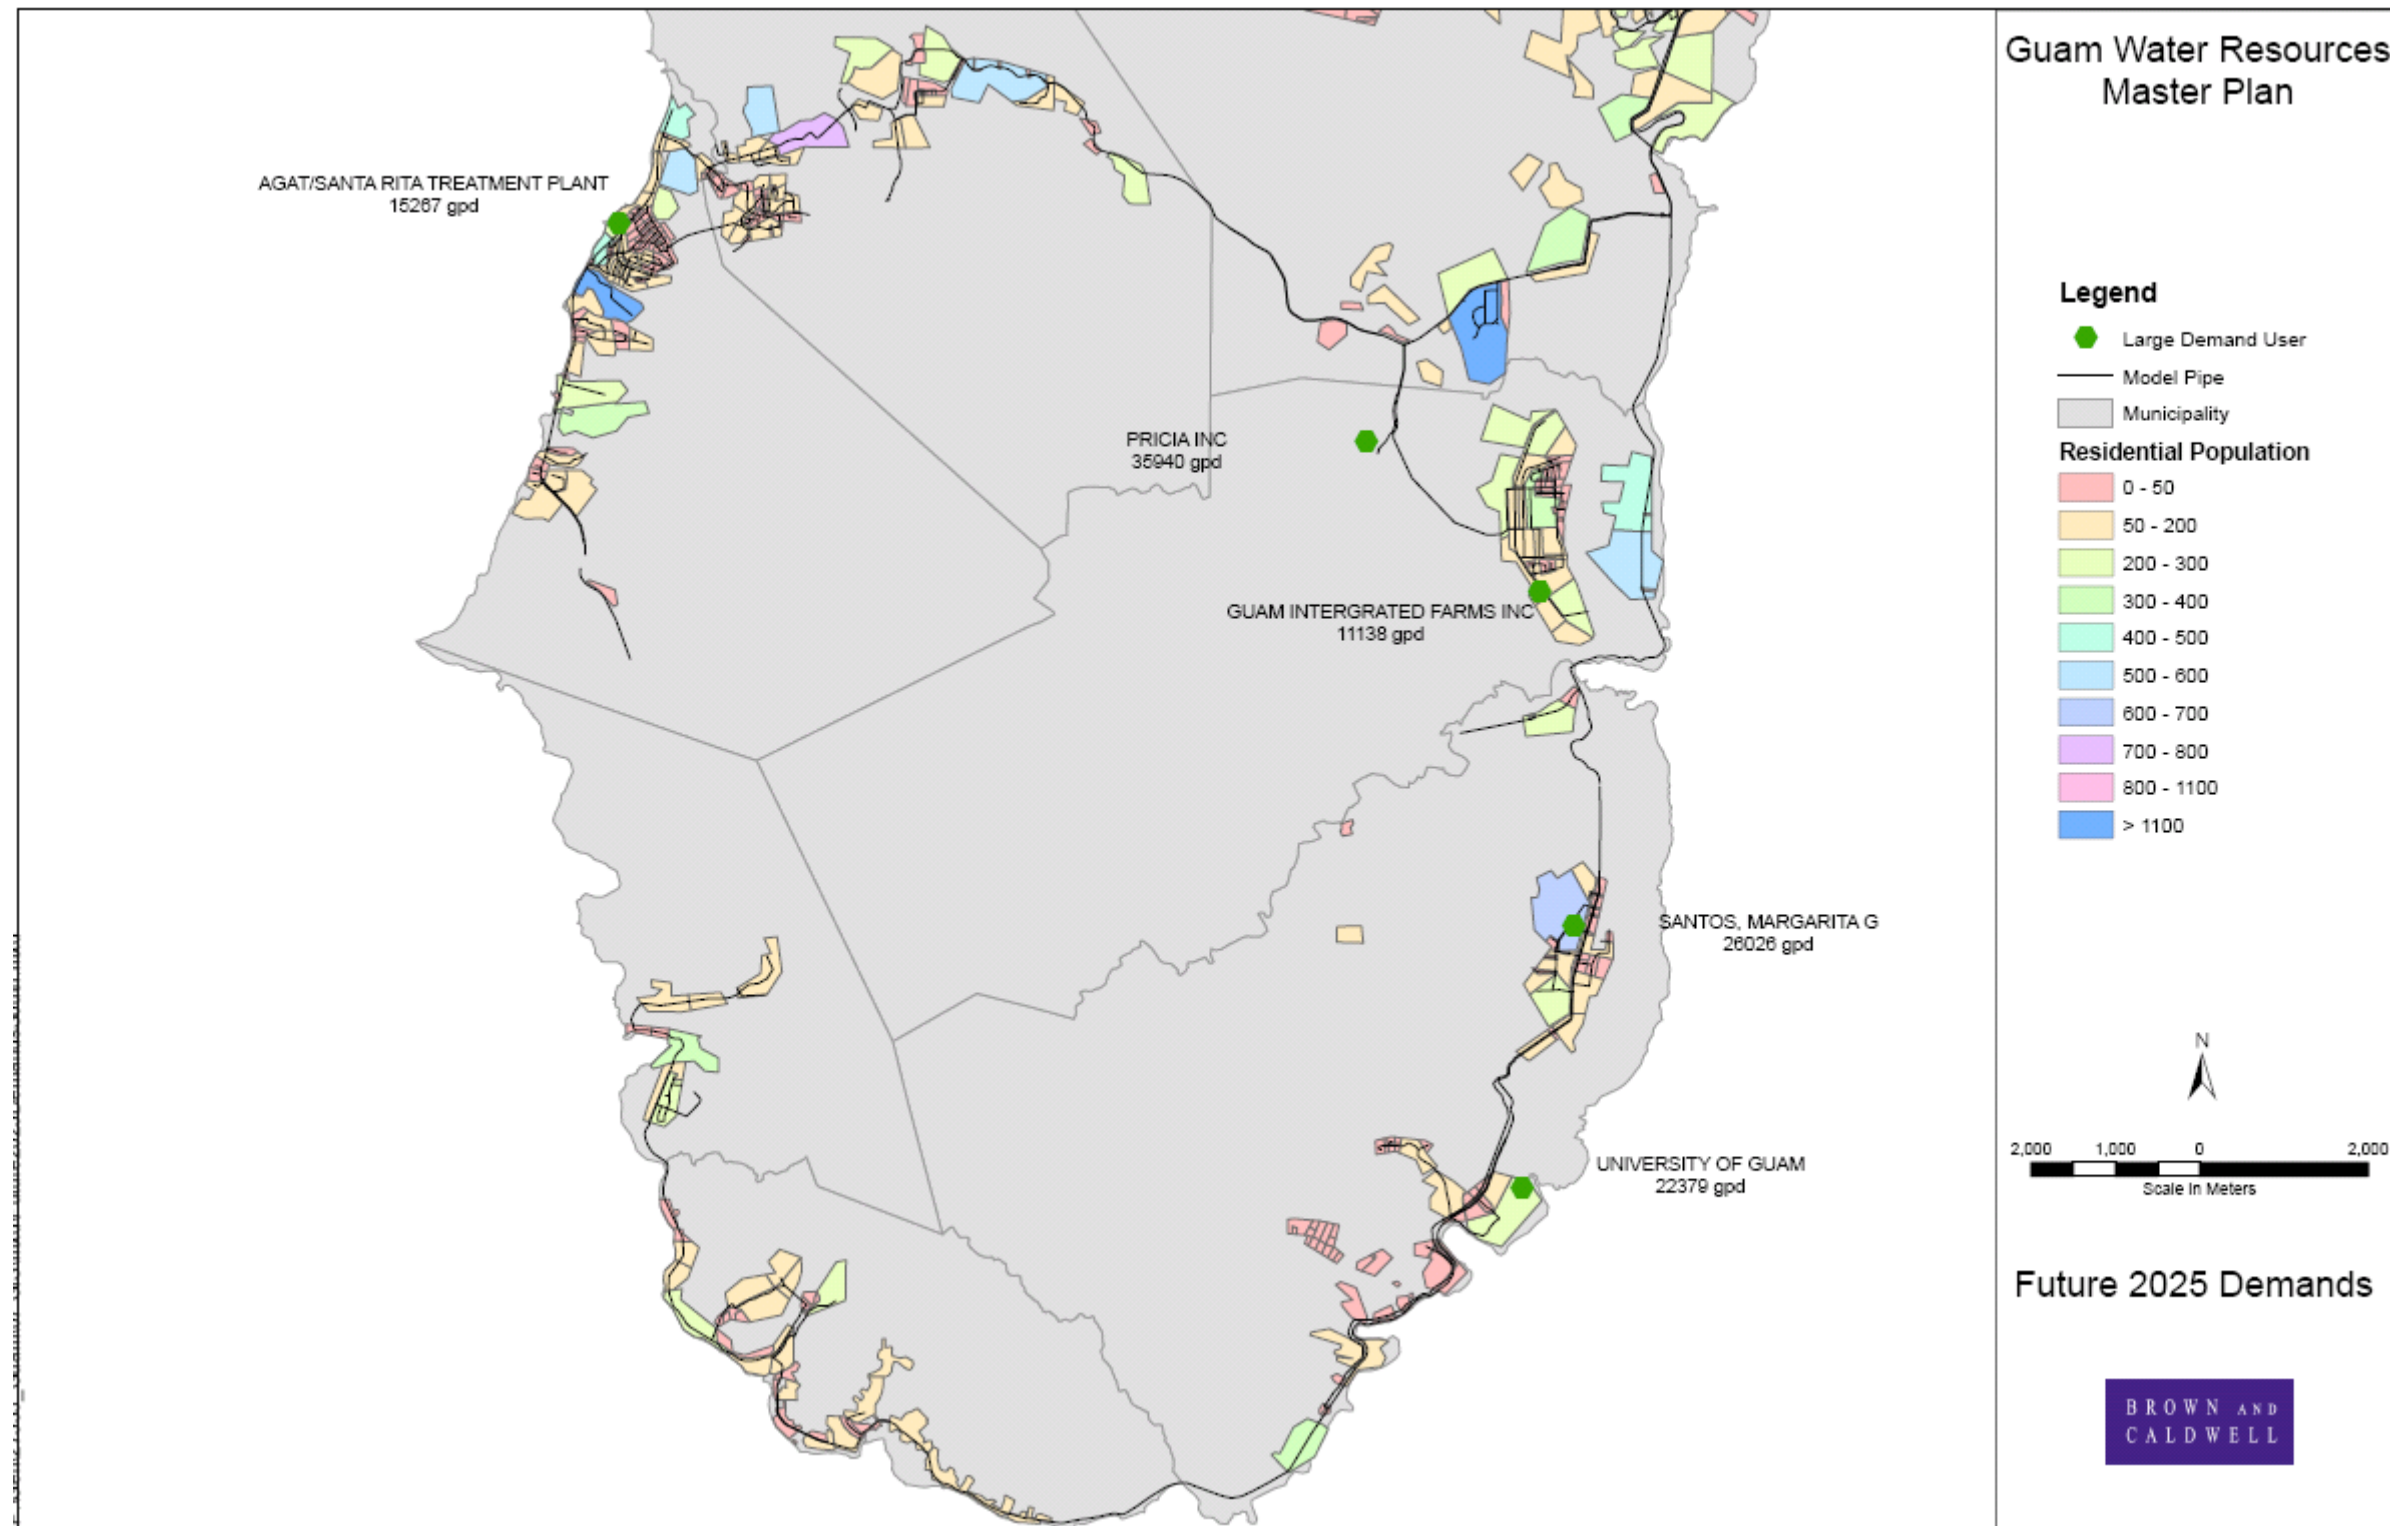 Guam Water Resources
Master Plan
AGAT/SANTA RITA TREATMENT PLANT
15267 gpd
PRICIA INC
35940 gpd
GUAM INTERGRATED FARMS INC
11138 gpd
SANTOS, MARGARITA G
26026 gpd
UNIVERSITY OF GUAM
22379 gpd
Legend
Large Demand User
Model Pipe
Municipality
Residential Population
0 - 50
50 - 200
200 - 300
300 - 400
400 - 500
500 - 600
600 - 700
700 - 800
800 - 1100
> 1100
N
2,000 1,000 0 2,000
Scale In Meters
Future 2025 Demands
BROWN AND
CALDWELL